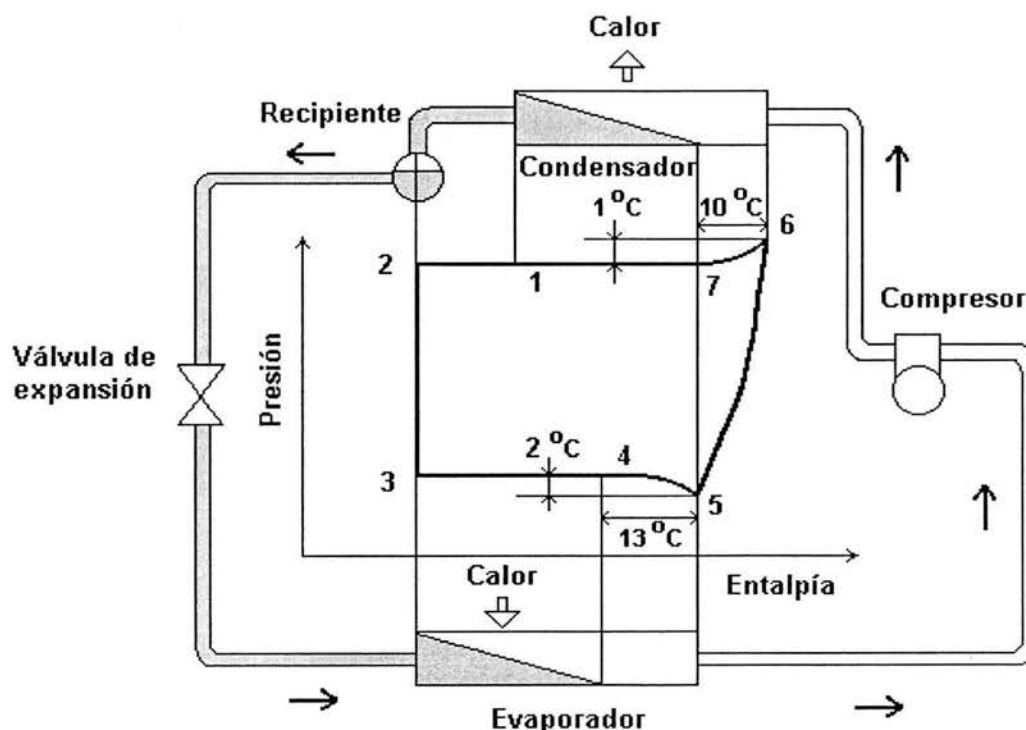 Calor
Recipiente
Condensador
1 °C
10 °C
6
2
1
7
Compresor
Válvula de
expansión
Presión
2 °C
4
3
5
13 °C
Calor
Entalpía
Evaporador